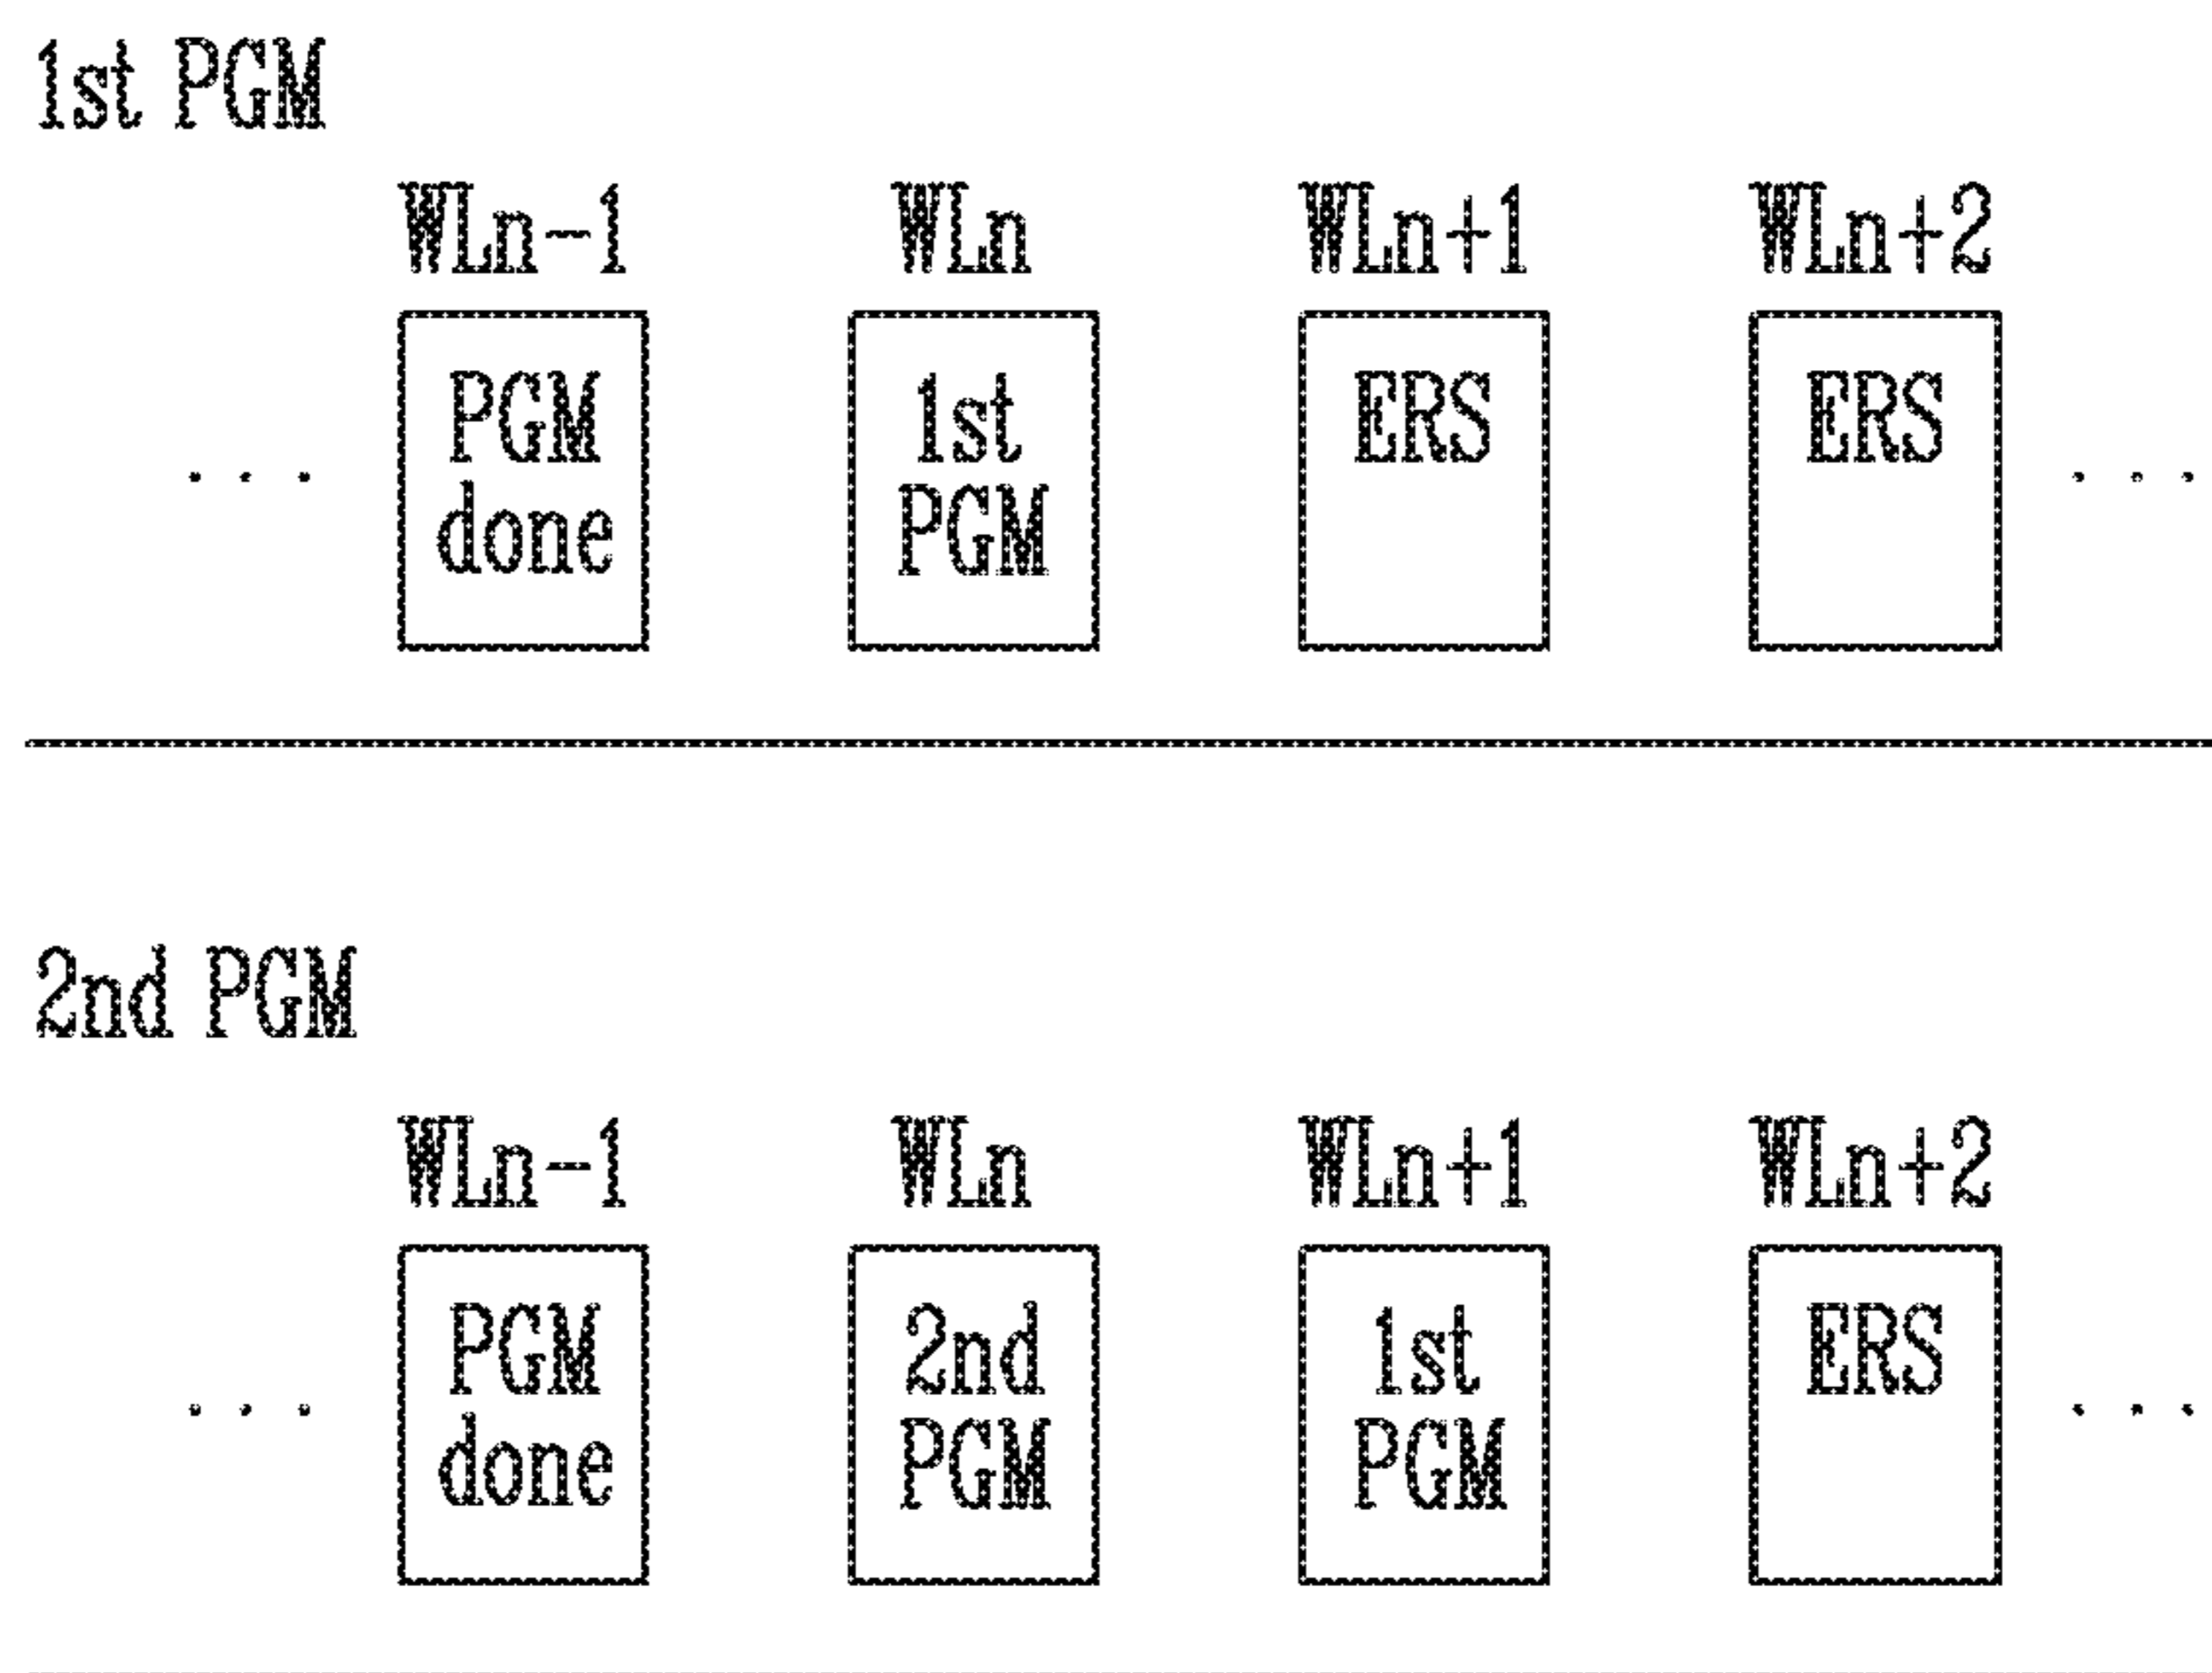 1st PGM
WLn-1 WLn WLn+1 WLn+2
. . . PGM 1st ERS ERS . . .
done PGM
2nd PGM
WLn-1 WLn WLn+1 WLn+2
. . . PGM 2nd 1st ERS . . .
done PGM PGM